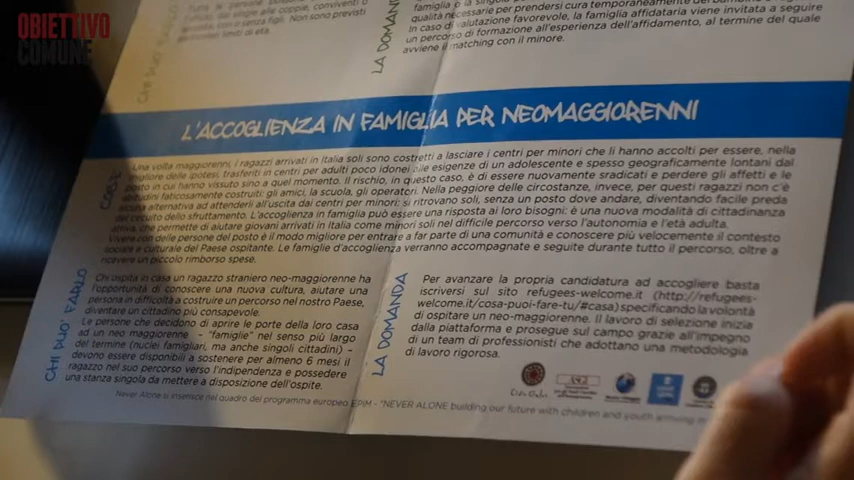 OBIETTIVO
COMUNE
CHI PUO' FARLO
dai single alle coppie, conviventi o
con o senza figli. Non sono previsti
limiti di età.
LA DOMANDA
famiglia o la
qualità necessarie per prendersi cura temporaneamente
In caso di valutazione favorevole, la famiglia affidataria viene invitata a seguire
un percorso di formazione all'esperienza dell'affidamento, al termine del quale
avviene il matching con il minore.
L'ACCOGLIENZA IN FAMIGLIA PER NEOMAGGIORENNI
COS'È
Una volta maggiorenni, i ragazzi arrivati in Italia soli sono costretti a lasciare i centri per minori che li hanno accolti per essere, nella
migliore delle ipotesi, trasferiti in centri per adulti poco idonei alle esigenze di un adolescente e spesso geograficamente lontani dal
posto in cui hanno vissuto sino a quel momento. Il rischio, in questo caso, è di essere nuovamente sradicati e perdere gli affetti e le
abitudini faticosamente costruiti: gli amici, la scuola, gli operatori. Nella peggiore delle circostanze, invece, per questi ragazzi non c'è
alcuna alternativa ad attenderli all'uscita dai centri per minori: si ritrovano soli, senza un posto dove andare, diventando facile preda
del circuito dello sfruttamento. L'accoglienza in famiglia può essere una risposta ai loro bisogni: è una nuova modalità di cittadinanza
attiva, che permette di aiutare giovani arrivati in Italia come minori soli nel difficile percorso verso l'autonomia e l'età adulta.
Vivere con delle persone del posto è il modo migliore per entrare a far parte di una comunità e conoscere più velocemente il contesto
sociale e culturale del Paese ospitante. Le famiglie d'accoglienza verranno accompagnate e seguite durante tutto il percorso, oltre a
ricevere un piccolo rimborso spese.
CHI PUO' FARLO
Chi ospita in casa un ragazzo straniero neo-maggiorenne ha
l'opportunità di conoscere una nuova cultura, aiutare una
persona in difficoltà a costruire un percorso nel nostro Paese,
diventare un cittadino più consapevole.
Le persone che decidono di aprire le porte della loro casa
ad un neo maggiorenne - "famiglie" nel senso più largo
del termine (nuclei famigliari, ma anche singoli cittadini) -
devono essere disponibili a sostenere per almeno 6 mesi il
ragazzo nel suo percorso verso l'indipendenza e possedere
una stanza singola da mettere a disposizione dell'ospite.
LA DOMANDA
Per avanzare la propria candidatura ad accogliere basta
iscriversi sul sito refugees-welcome.it (http://refugees-
welcome.it/cosa-puoi-fare-tu/#casa) specificando la volontà
di ospitare un neo-maggiorenne. Il lavoro di selezione inizia
dalla piattaforma e prosegue sul campo grazie all'impegno
di un team di professionisti che adottano una metodologia
di lavoro rigorosa.
Never Alone si inserisce nel quadro del programma europeo EPIM - "NEVER ALONE building our future with children and youth arriving